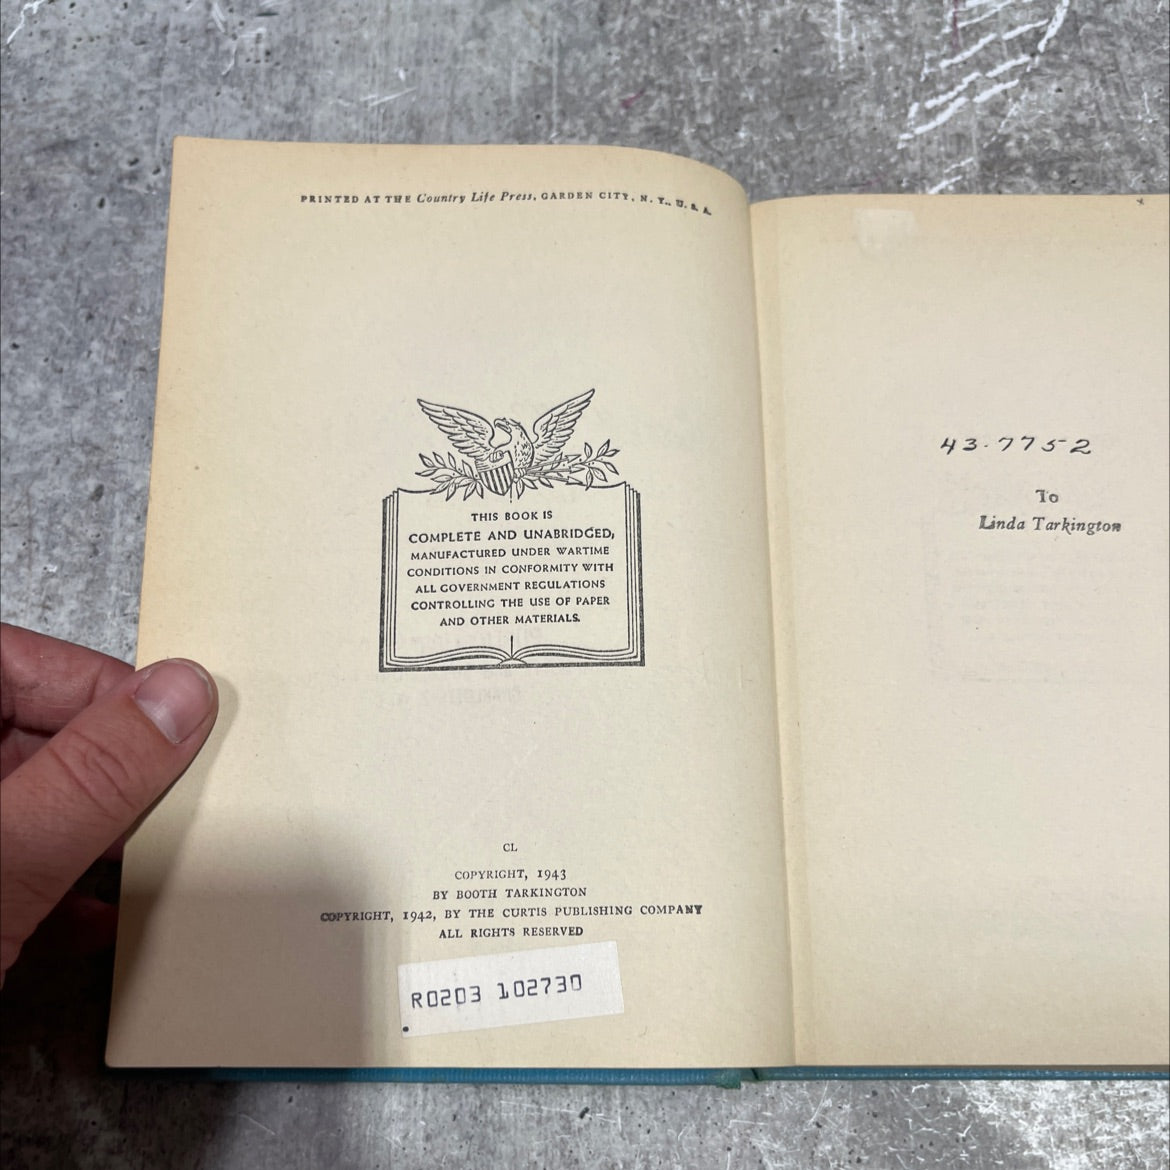 PRINTED AT THE Country Life Press, GARDEN CITY, N. Y., U. S. A.
THIS BOOK IS
COMPLETE AND UNABRIDGED,
MANUFACTURED UNDER WARTIME
CONDITIONS IN CONFORMITY WITH
ALL GOVERNMENT REGULATIONS
CONTROLLING THE USE OF PAPER
AND OTHER MATERIALS.
CL
COPYRIGHT, 1943
BY BOOTH TARKINGTON
COPYRIGHT, 1942, BY THE CURTIS PUBLISHING COMPANY
ALL RIGHTS RESERVED
R0203 102730
43-7752
To
Linda Tarkington